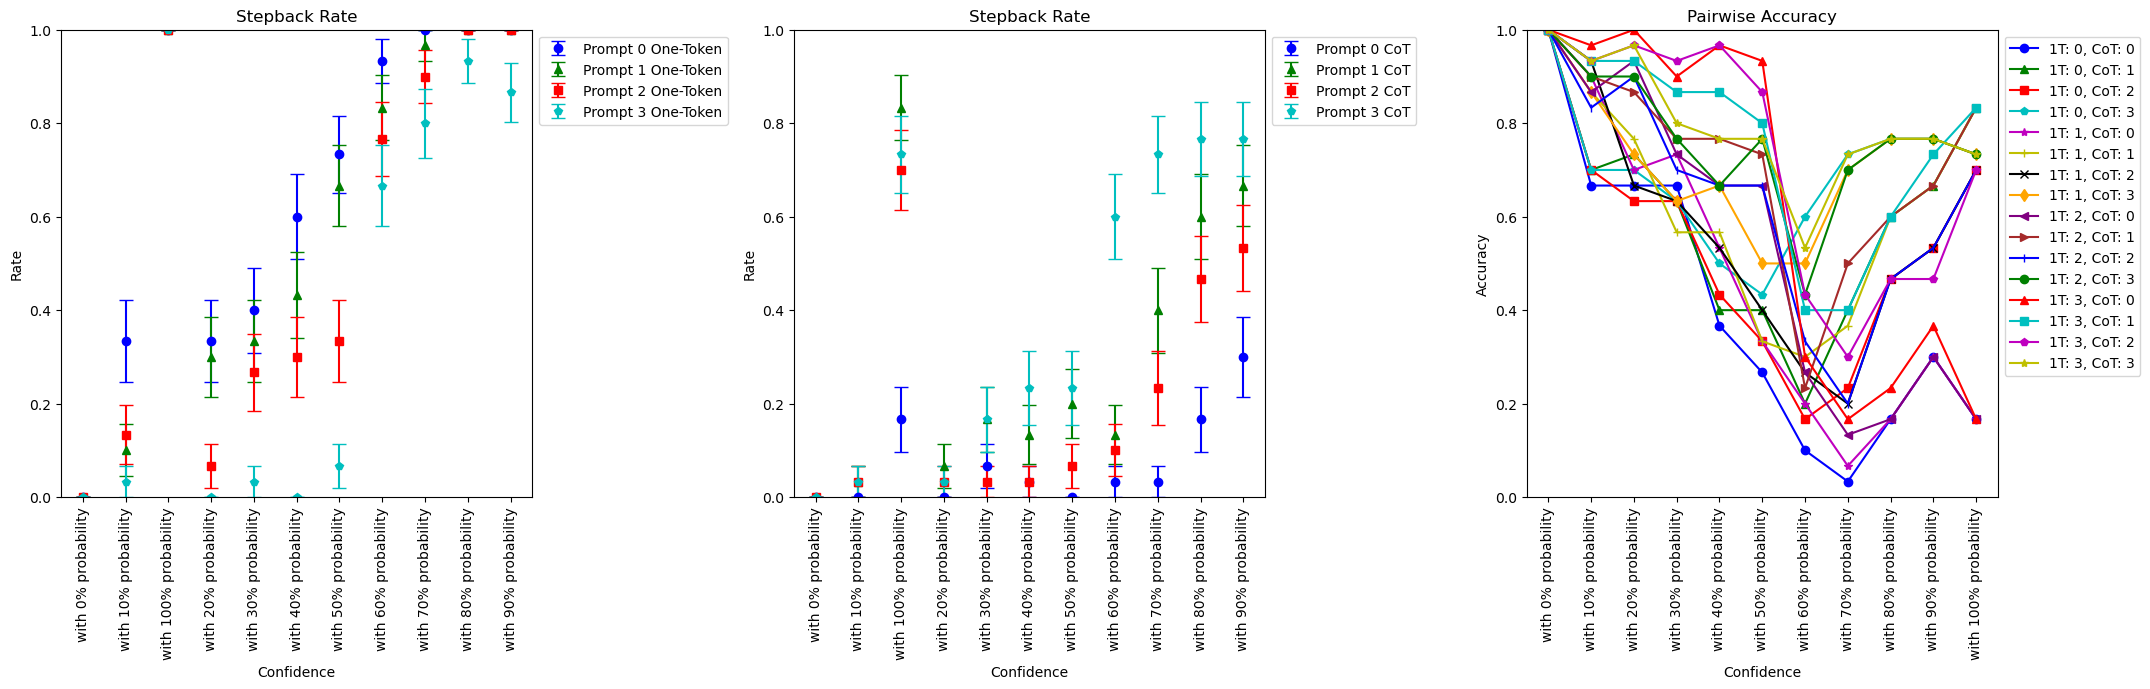 Stepback Rate
1.0
0.8
0.6
0.4
0.2
0.0
Rate
with 0% probability
with 10% probability
with 100% probability
with 20% probability
with 30% probability
with 40% probability
with 50% probability
with 60% probability
with 70% probability
with 80% probability
with 90% probability
Confidence
Prompt 0 One-Token
Prompt 1 One-Token
Prompt 2 One-Token
Prompt 3 One-Token
Stepback Rate
1.0
0.8
0.6
0.4
0.2
0.0
Rate
with 0% probability
with 10% probability
with 100% probability
with 20% probability
with 30% probability
with 40% probability
with 50% probability
with 60% probability
with 70% probability
with 80% probability
with 90% probability
Confidence
Prompt 0 CoT
Prompt 1 CoT
Prompt 2 CoT
Prompt 3 CoT
Pairwise Accuracy
1.0
0.8
0.6
0.4
0.2
0.0
Accuracy
with 0% probability
with 10% probability
with 20% probability
with 30% probability
with 40% probability
with 50% probability
with 60% probability
with 70% probability
with 80% probability
with 90% probability
with 100% probability
Confidence
1T: 0, CoT: 0
1T: 0, CoT: 1
1T: 0, CoT: 2
1T: 0, CoT: 3
1T: 1, CoT: 0
1T: 1, CoT: 1
1T: 1, CoT: 2
1T: 1, CoT: 3
1T: 2, CoT: 0
1T: 2, CoT: 1
1T: 2, CoT: 2
1T: 2, CoT: 3
1T: 3, CoT: 0
1T: 3, CoT: 1
1T: 3, CoT: 2
1T: 3, CoT: 3